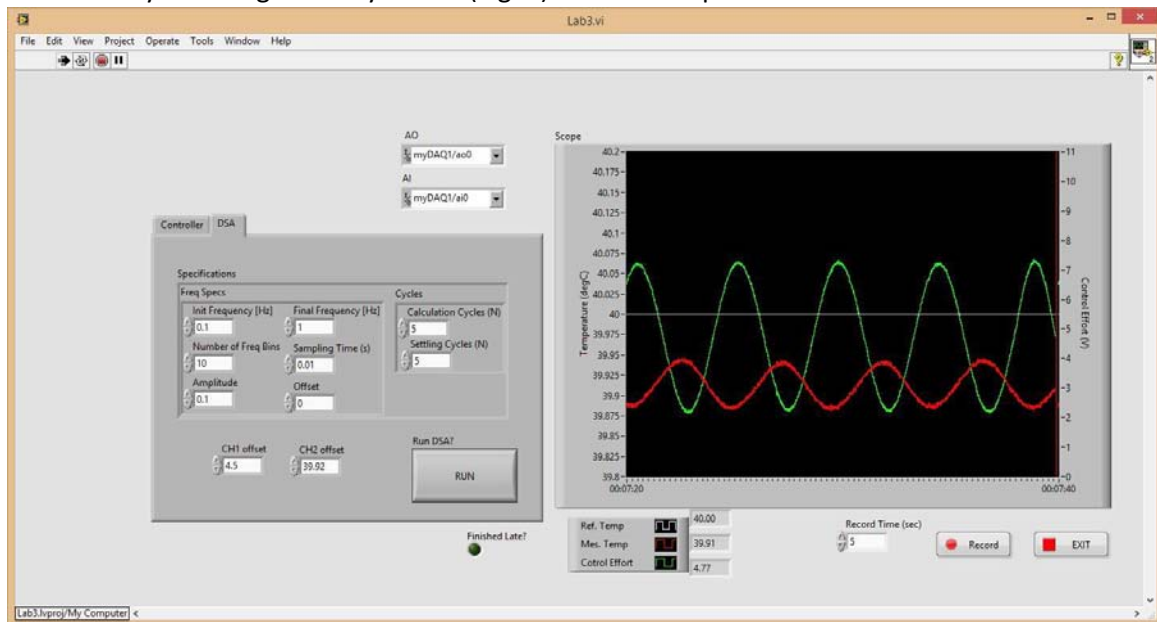 Lab3.vi
File Edit View Project Operate Tools Window Help
2
AO
myDAQ1/ao0
AI
myDAQ1/ai0
Controller DSA
Specifications
Freq Specs
Init Frequency [Hz] Final Frequency [Hz]
0.1 1
Number of Freq Bins Sampling Time (s)
10 0.01
Amplitude Offset
0.1 0
Cycles
Calculation Cycles (N)
5
Settling Cycles (N)
5
CH1 offset CH2 offset
4.5 39.92
Run DSA?
RUN
Finished Late?
Scope
Temperature (degC)
40.2
40.175
40.15
40.125
40.1
40.075
40.05
40.025
40
39.975
39.95
39.925
39.9
39.875
39.85
39.825
39.8
11
10
9
8
7
6
5
4
3
2
1
0
Control Effort (V)
00:07:20 00:07:40
Ref. Temp 40.00
Mes. Temp 39.91
Cotrol Effort 4.77
Record Time (sec)
5
Record
EXIT
Lab3.lvproj/My Computer